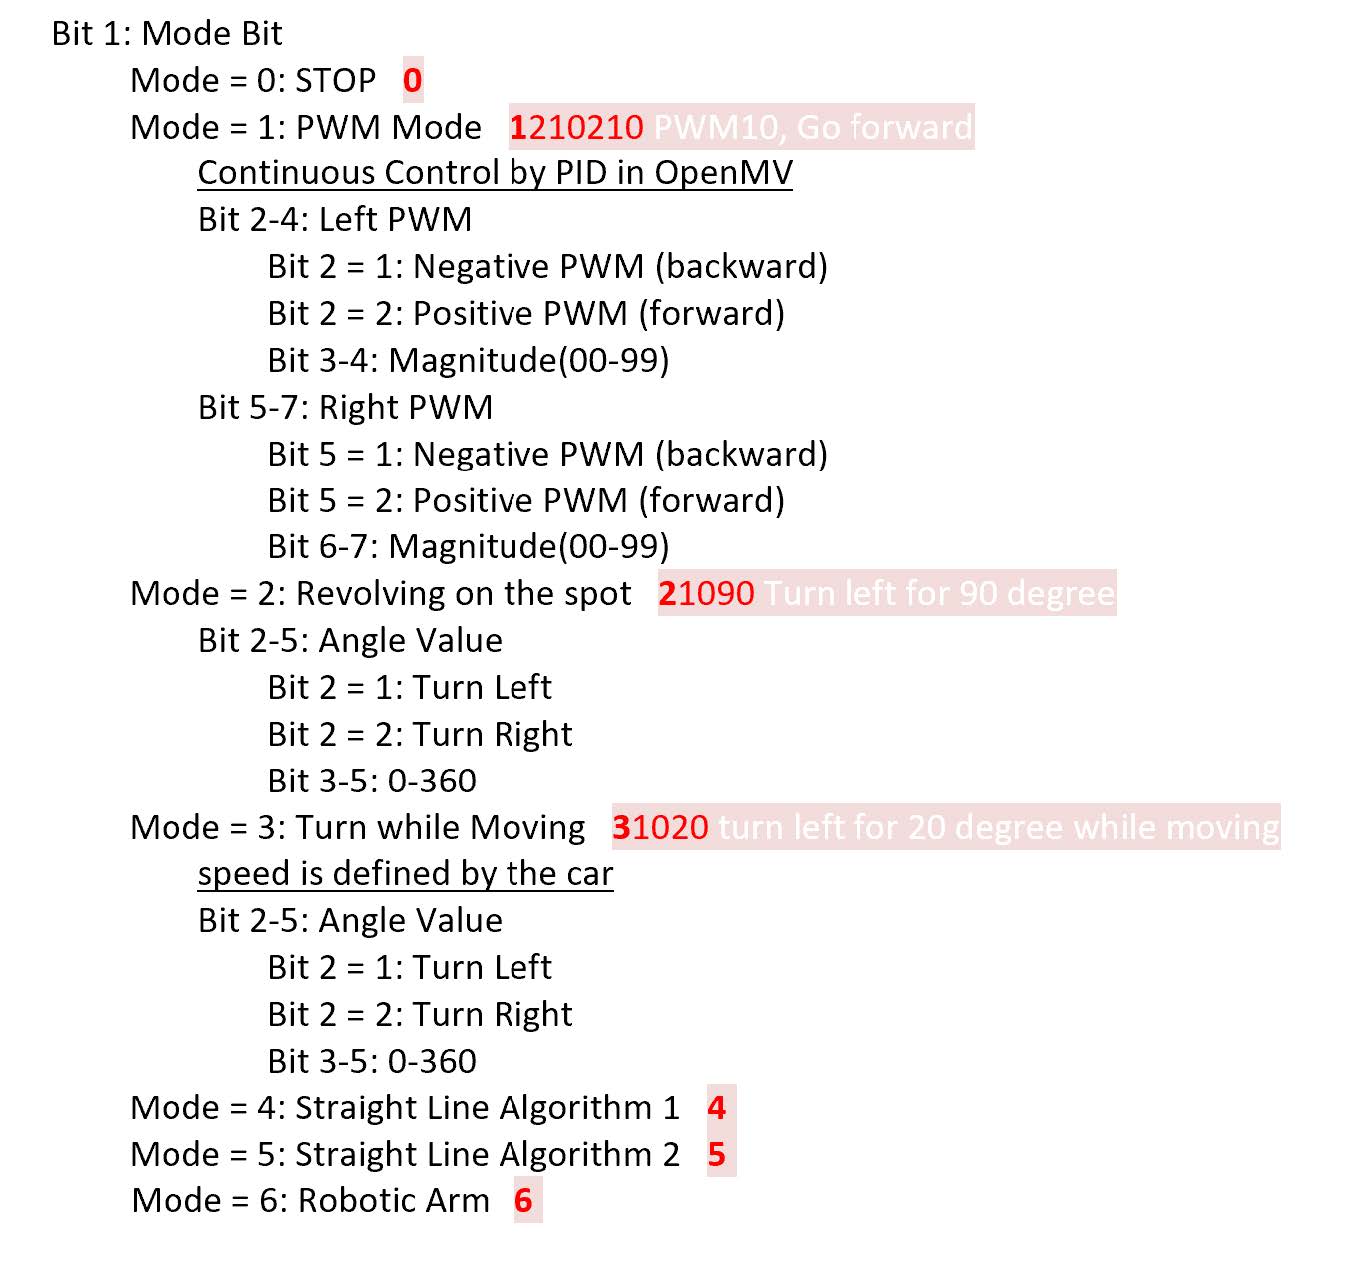 Bit 1: Mode Bit
Mode = 0: STOP 0
Mode = 1: PWM Mode 1210210 PWM10, Go forward
Continuous Control by PID in OpenMV
Bit 2-4: Left PWM
Bit 2 = 1: Negative PWM (backward)
Bit 2 = 2: Positive PWM (forward)
Bit 3-4: Magnitude(00-99)
Bit 5-7: Right PWM
Bit 5 = 1: Negative PWM (backward)
Bit 5 = 2: Positive PWM (forward)
Bit 6-7: Magnitude(00-99)
Mode = 2: Revolving on the spot 21090 Turn left for 90 degree
Bit 2-5: Angle Value
Bit 2 = 1: Turn Left
Bit 2 = 2: Turn Right
Bit 3-5: 0-360
Mode = 3: Turn while Moving 31020 turn left for 20 degree while moving
speed is defined by the car
Bit 2-5: Angle Value
Bit 2 = 1: Turn Left
Bit 2 = 2: Turn Right
Bit 3-5: 0-360
Mode = 4: Straight Line Algorithm 1 4
Mode = 5: Straight Line Algorithm 2 5
Mode = 6: Robotic Arm 6